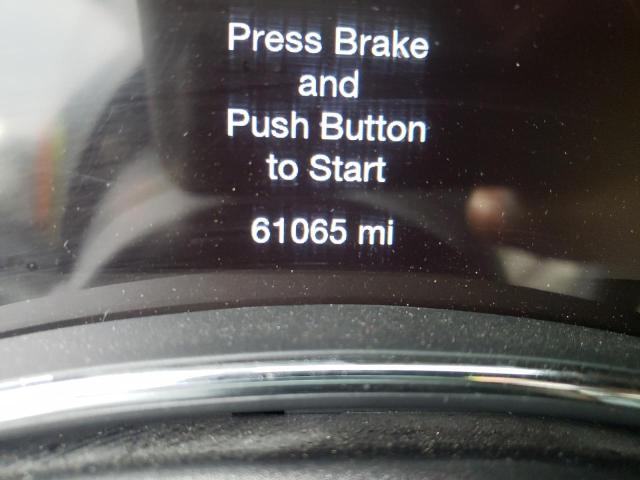 Press Brake
and
Push Button
to Start
61065 mi